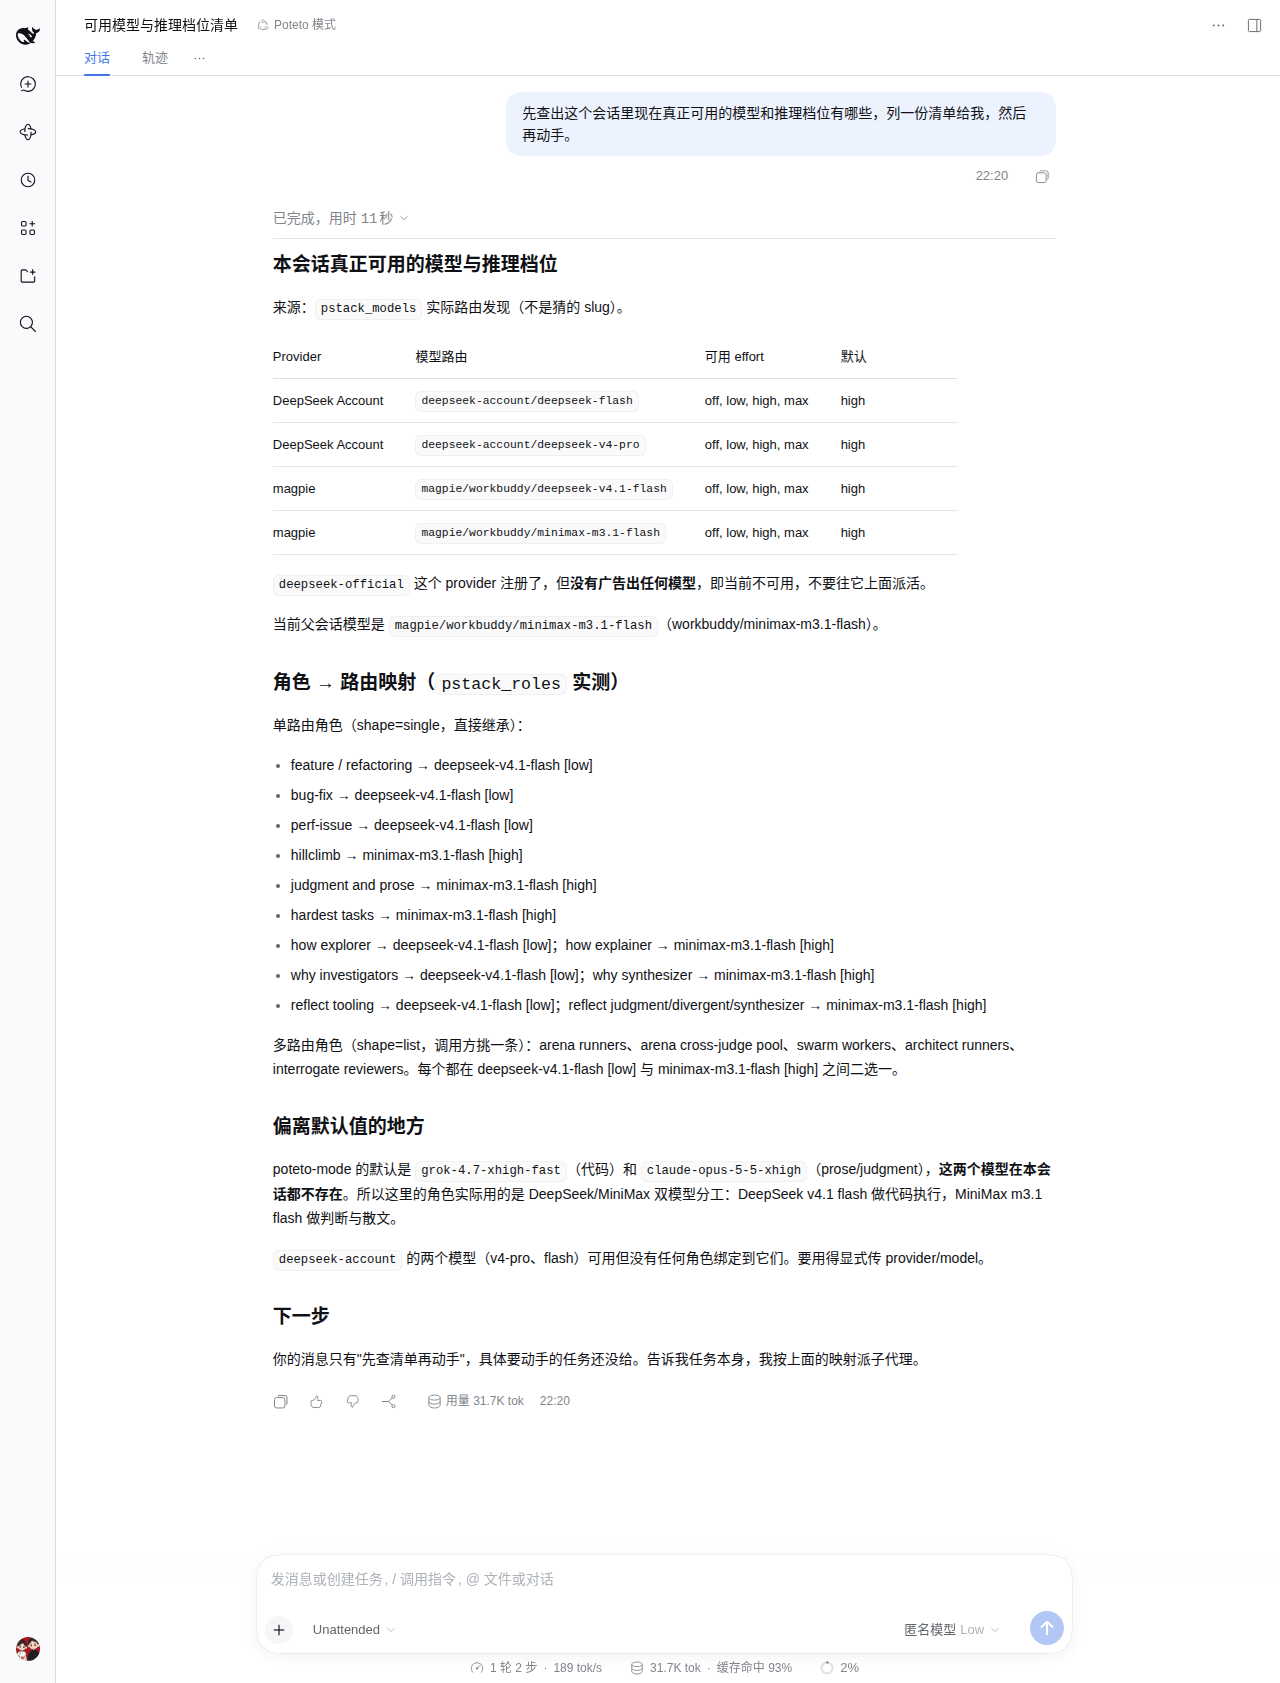 可用模型与推理档位清单
Poteto 模式
对话
轨迹
先查出这个会话里现在真正可用的模型和推理档位有哪些，列一份清单给我，然后
再动手。
22:20
已完成，用时 11秒
本会话真正可用的模型与推理档位
来源：pstack_models 实际路由发现（不是猜的 slug）。
Provider 模型路由 可用 effort 默认
DeepSeek Account deepseek-account/deepseek-flash off, low, high, max high
DeepSeek Account deepseek-account/deepseek-v4-pro off, low, high, max high
magpie magpie/workbuddy/deepseek-v4.1-flash off, low, high, max high
magpie magpie/workbuddy/minimax-m3.1-flash off, low, high, max high
deepseek-official 这个 provider 注册了，但没有广告出任何模型，即当前不可用，不要往它上面派活。
当前父会话模型是 magpie/workbuddy/minimax-m3.1-flash（workbuddy/minimax-m3.1-flash）。
角色 → 路由映射（pstack_roles 实测）
单路由角色（shape=single，直接继承）：
• feature / refactoring → deepseek-v4.1-flash [low]
• bug-fix → deepseek-v4.1-flash [low]
• perf-issue → deepseek-v4.1-flash [low]
• hillclimb → minimax-m3.1-flash [high]
• judgment and prose → minimax-m3.1-flash [high]
• hardest tasks → minimax-m3.1-flash [high]
• how explorer → deepseek-v4.1-flash [low]；how explainer → minimax-m3.1-flash [high]
• why investigators → deepseek-v4.1-flash [low]；why synthesizer → minimax-m3.1-flash [high]
• reflect tooling → deepseek-v4.1-flash [low]；reflect judgment/divergent/synthesizer → minimax-m3.1-flash [high]
多路由角色（shape=list，调用方挑一条）：arena runners、arena cross-judge pool、swarm workers、architect runners、
interrogate reviewers。每个都在 deepseek-v4.1-flash [low] 与 minimax-m3.1-flash [high] 之间二选一。
偏离默认值的地方
poteto-mode 的默认是 grok-4.7-xhigh-fast（代码）和 claude-opus-5-5-xhigh（prose/judgment），这两个模型在本会
话都不存在。所以这里的角色实际用的是 DeepSeek/MiniMax 双模型分工：DeepSeek v4.1 flash 做代码执行，MiniMax m3.1
flash 做判断与散文。
deepseek-account 的两个模型（v4-pro、flash）可用但没有任何角色绑定到它们。要用得显式传 provider/model。
下一步
你的消息只有"先查清单再动手"，具体要动手的任务还没给。告诉我任务本身，我按上面的映射派子代理。
用量 31.7K tok 22:20
发消息或创建任务, / 调用指令, @ 文件或对话
Unattended
匿名模型 Low
1 轮 2 步 · 189 tok/s 31.7K tok · 缓存命中 93% 2%